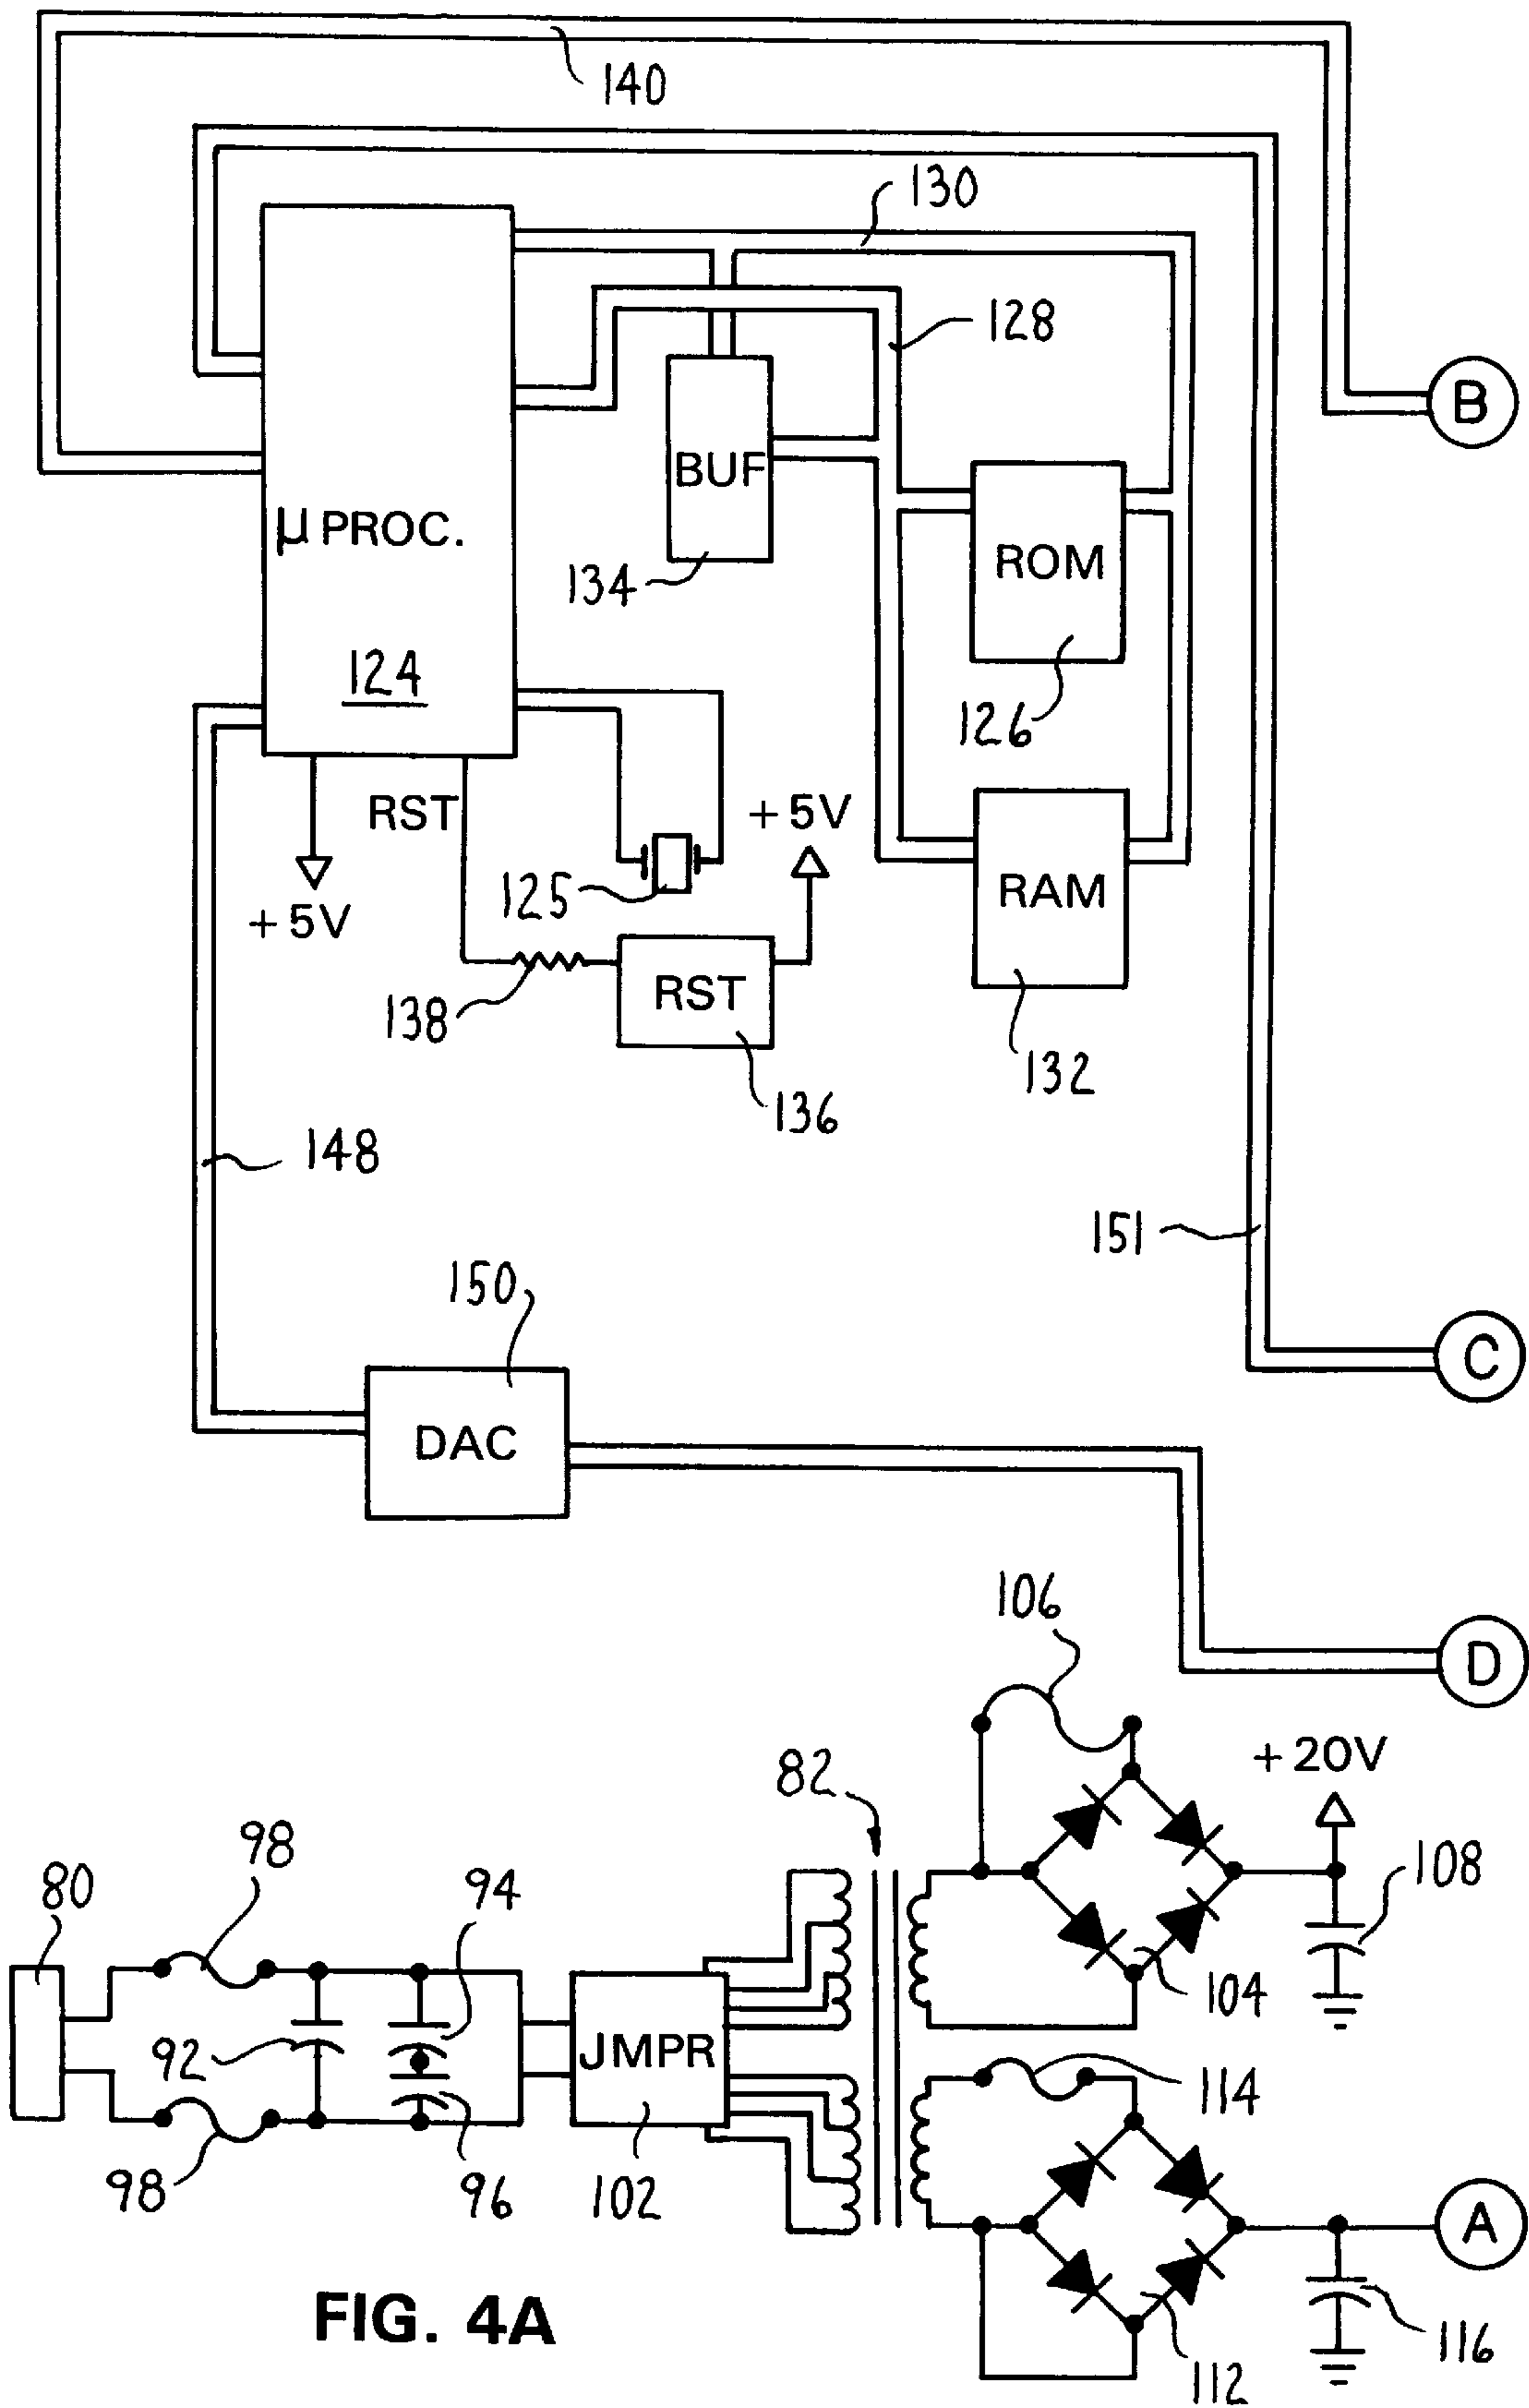 140
130
128
B
BUF
µ PROC.
ROM
134
124
126
RST
+5V
125
+5V
RAM
138
RST
132
136
148
151
150
C
DAC
106
D
82
+20V
98
94
108
80
104
92
JMPR
114
98
96
102
A
116
112
FIG. 4A